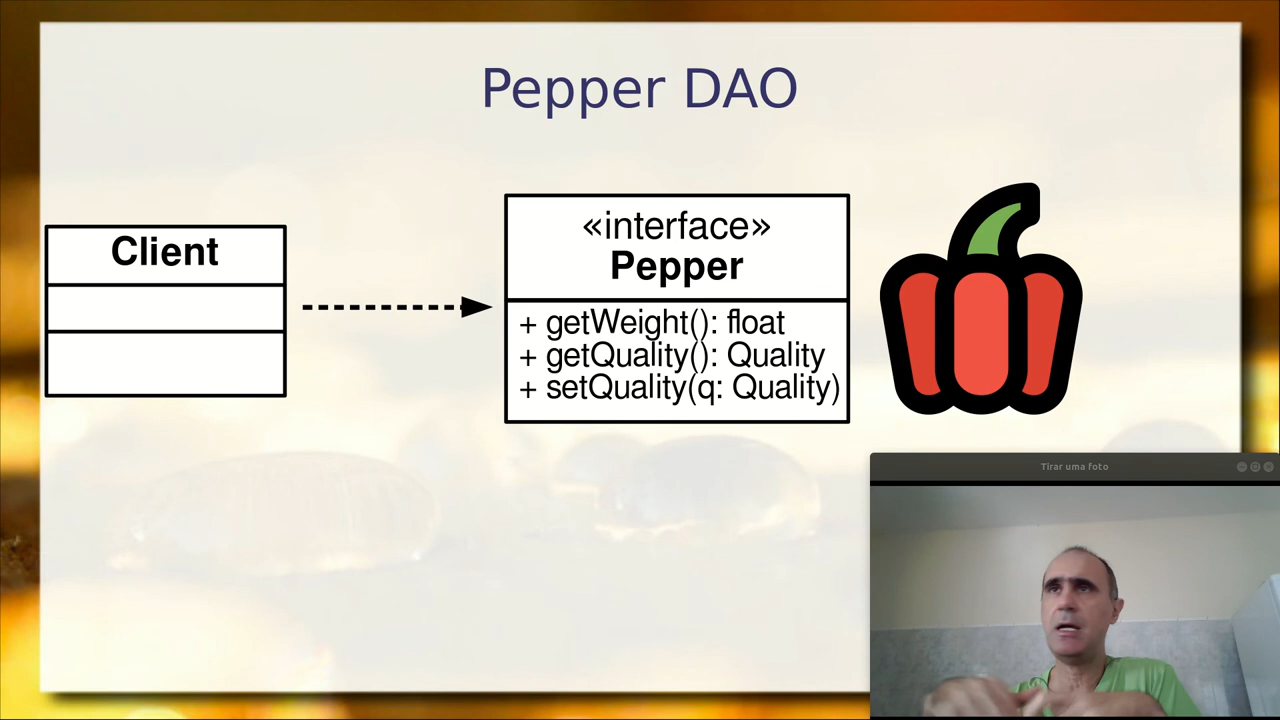 Pepper DAO
Client
«interface»
Pepper
+ getWeight(): float
+ getQuality(): Quality
+ setQuality(q: Quality)
Tirar uma foto